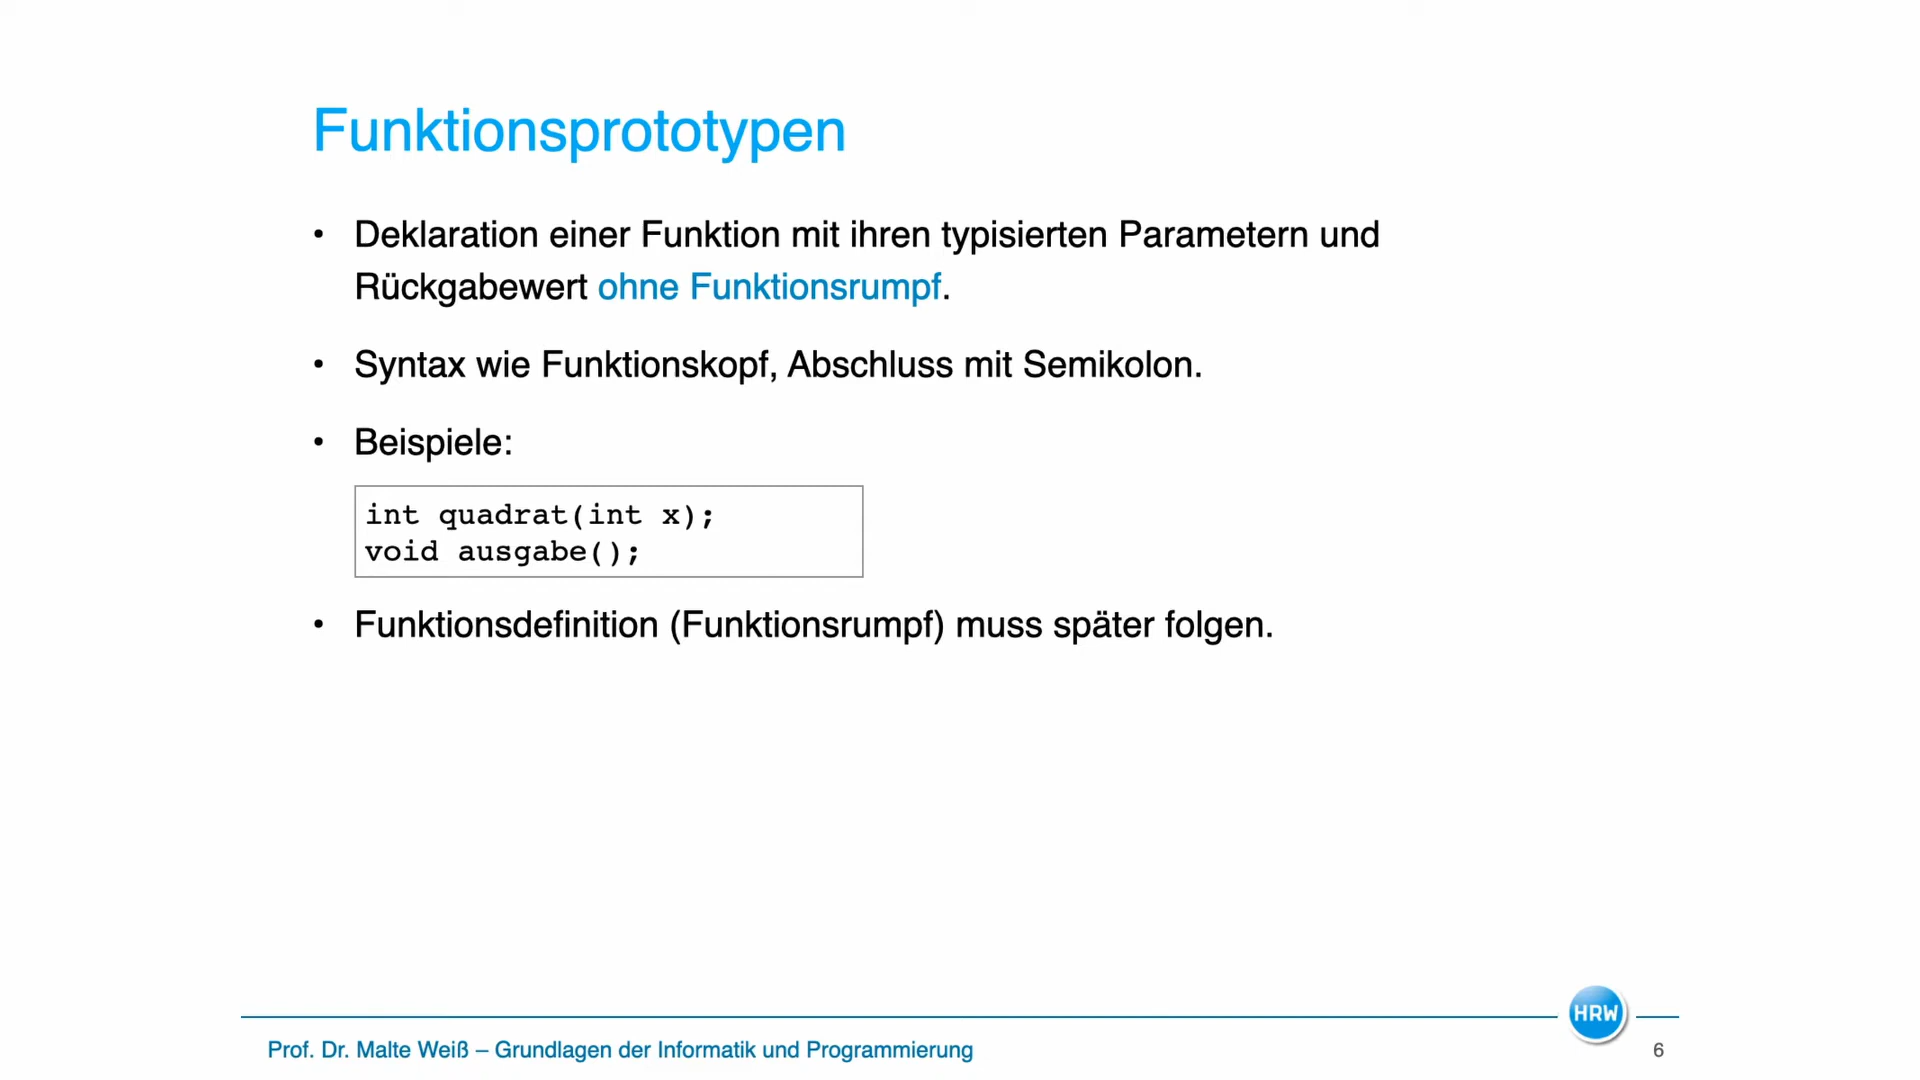 Funktionsprototypen
• Deklaration einer Funktion mit ihren typisierten Parametern und
Rückgabewert ohne Funktionsrumpf.
• Syntax wie Funktionskopf, Abschluss mit Semikolon.
• Beispiele:
int quadrat(int x);
void ausgabe();
• Funktionsdefinition (Funktionsrumpf) muss später folgen.
HRW
Prof. Dr. Malte Weiß – Grundlagen der Informatik und Programmierung
6